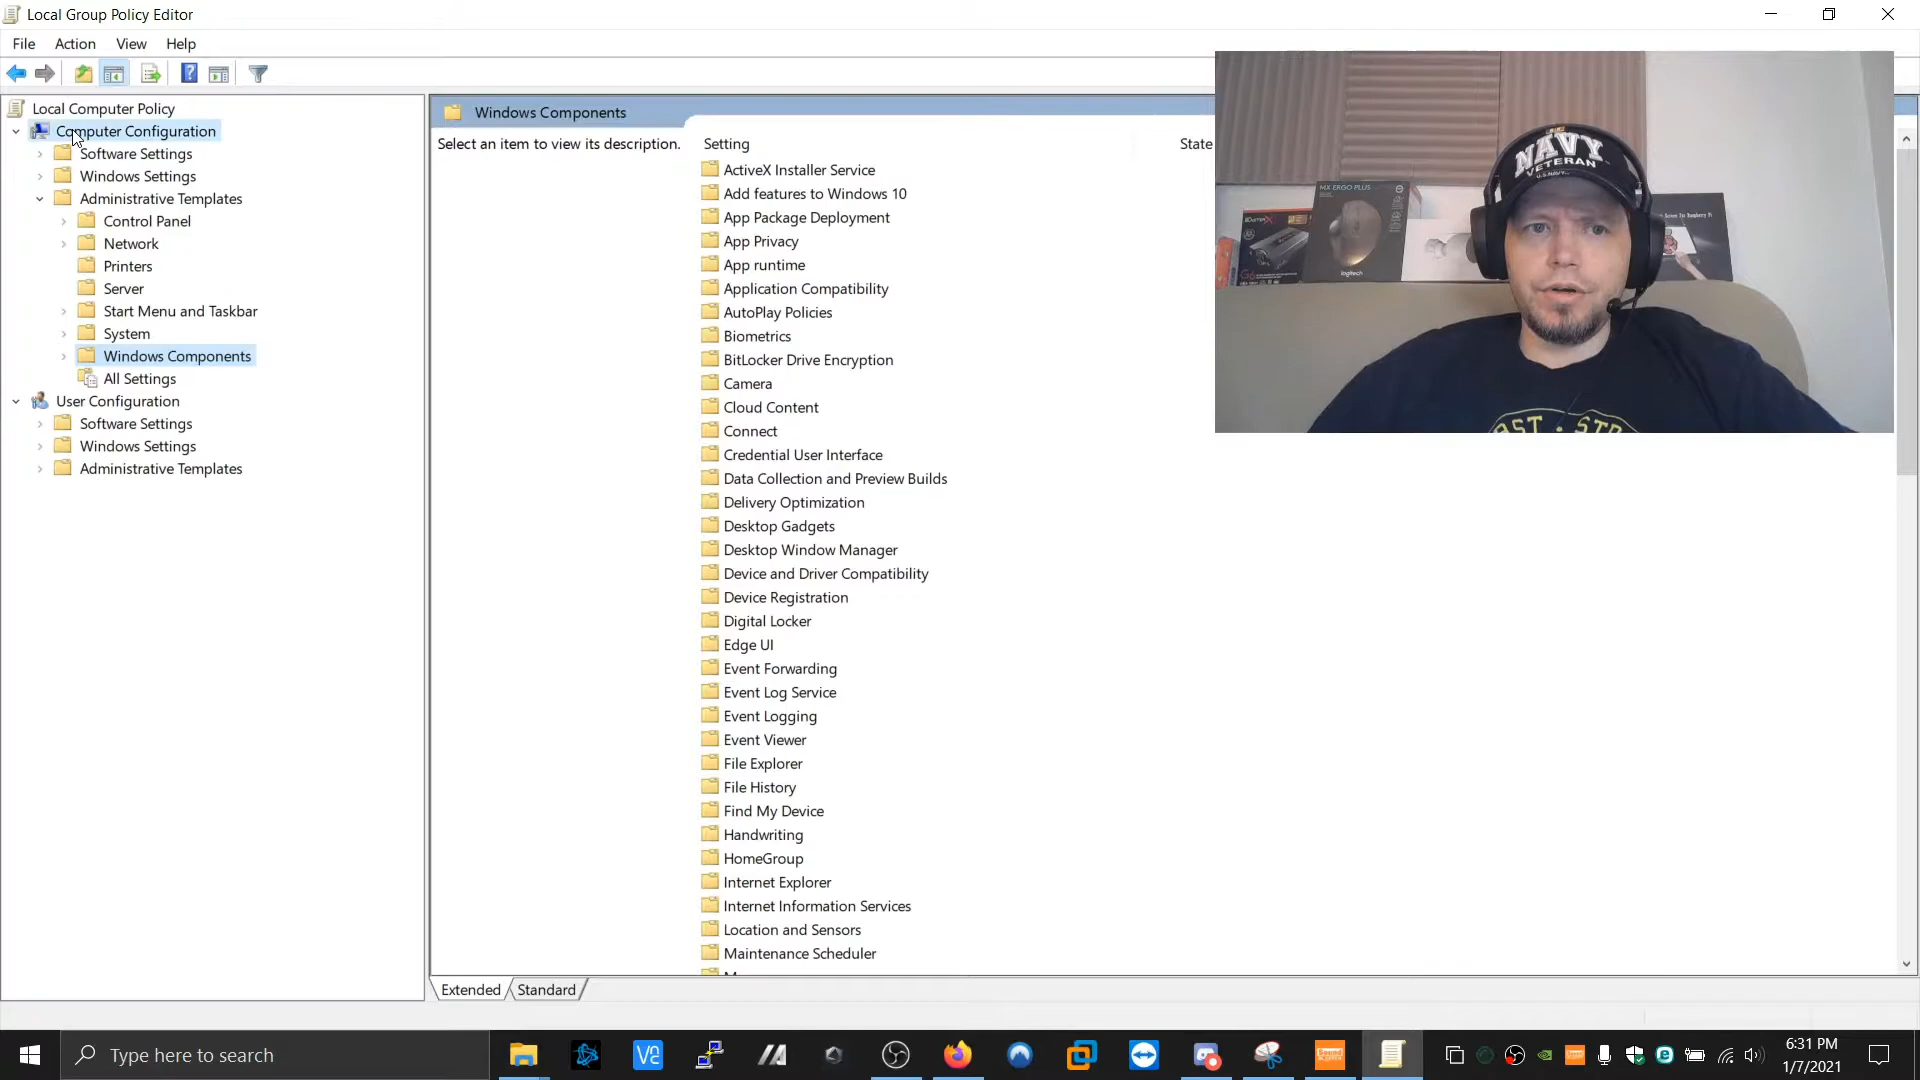 Local Group Policy Editor
File Action View Help
Local Computer Policy
Computer Configuration
Software Settings
Windows Settings
Administrative Templates
Control Panel
Network
Printers
Server
Start Menu and Taskbar
System
Windows Components
All Settings
User Configuration
Software Settings
Windows Settings
Administrative Templates
Windows Components
Select an item to view its description.
Setting State
ActiveX Installer Service
Add features to Windows 10
App Package Deployment
App Privacy
App runtime
Application Compatibility
AutoPlay Policies
Biometrics
BitLocker Drive Encryption
Camera
Cloud Content
Connect
Credential User Interface
Data Collection and Preview Builds
Delivery Optimization
Desktop Gadgets
Desktop Window Manager
Device and Driver Compatibility
Device Registration
Digital Locker
Edge UI
Event Forwarding
Event Log Service
Event Logging
Event Viewer
File Explorer
File History
Find My Device
Handwriting
HomeGroup
Internet Explorer
Internet Information Services
Location and Sensors
Maintenance Scheduler
Extended Standard
MX ERGO PLUS
logitech
G6
NAVY
VETERAN
U.S. NAVY
Type here to search
6:31 PM
1/7/2021